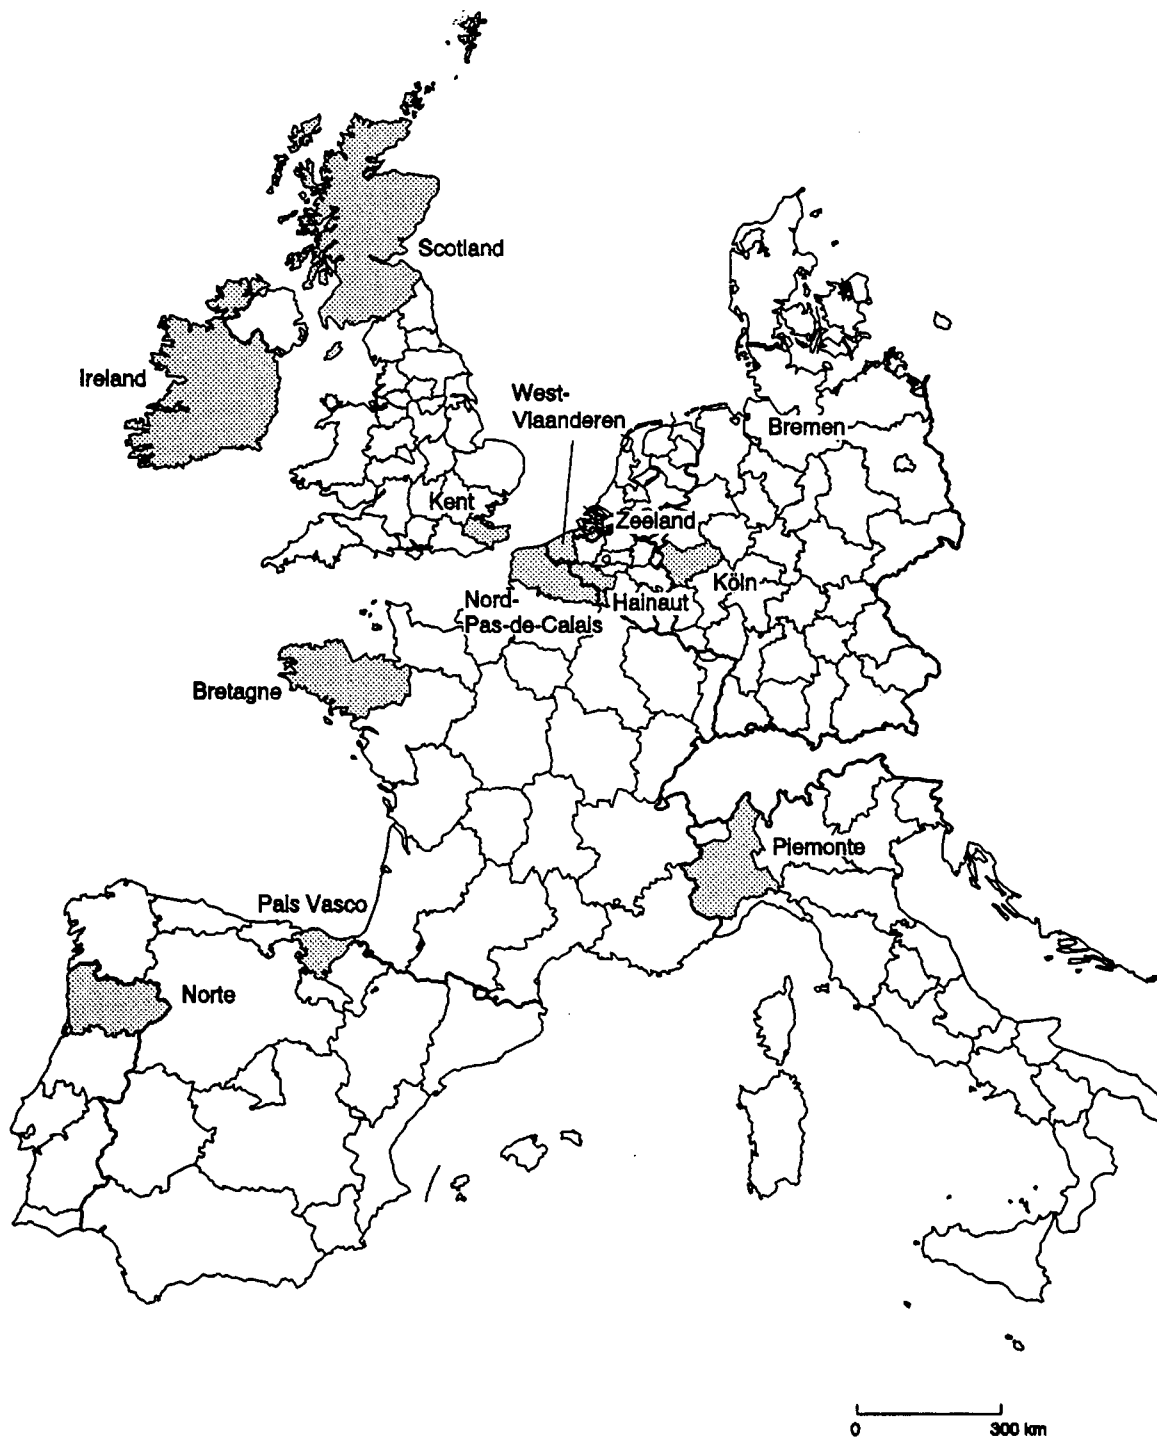 Scotland
Ireland
West-
Vlaanderen
Bremen
Kent
Zeeland
Köln
Nord-
Pas-de-Calais
Hainaut
Bretagne
Piemonte
Pais Vasco
Norte
0 300 km